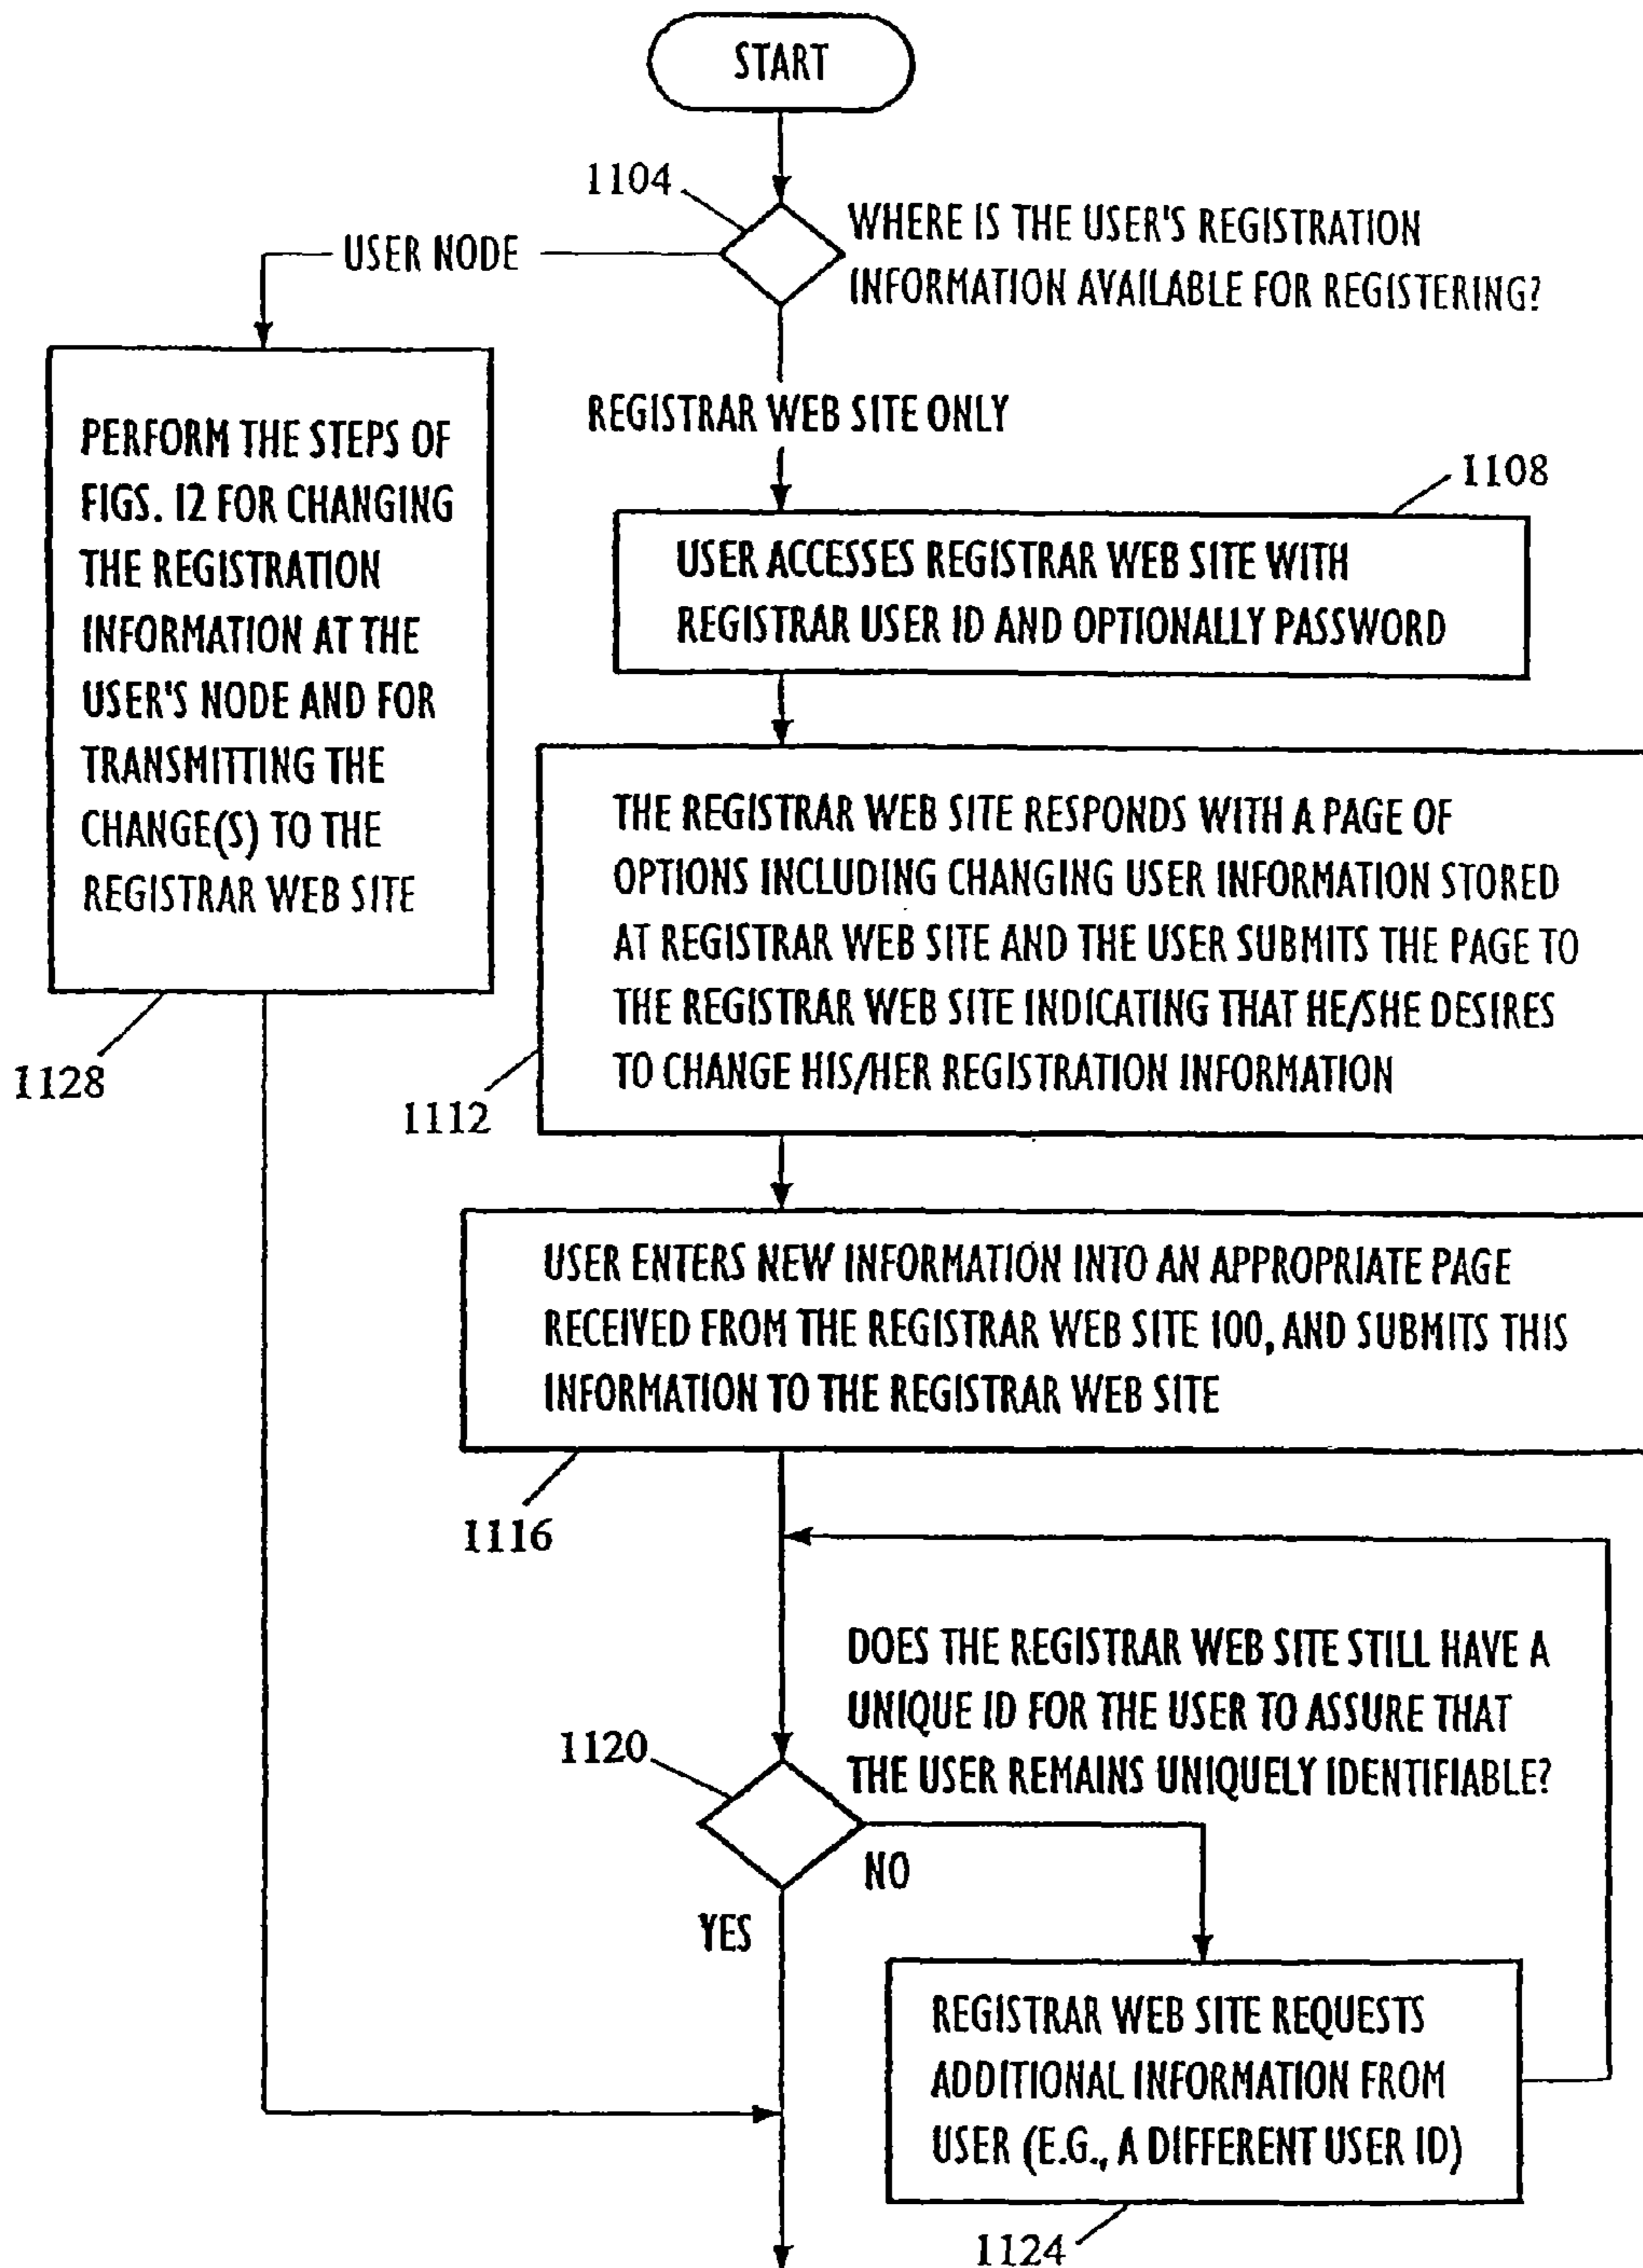 START
1104
WHERE IS THE USER'S REGISTRATION
INFORMATION AVAILABLE FOR REGISTERING?
USER NODE
REGISTRAR WEB SITE ONLY
PERFORM THE STEPS OF
FIGS. 12 FOR CHANGING
THE REGISTRATION
INFORMATION AT THE
USER'S NODE AND FOR
TRANSMITTING THE
CHANGE(S) TO THE
REGISTRAR WEB SITE
1128
1108
USER ACCESSES REGISTRAR WEB SITE WITH
REGISTRAR USER ID AND OPTIONALLY PASSWORD
THE REGISTRAR WEB SITE RESPONDS WITH A PAGE OF
OPTIONS INCLUDING CHANGING USER INFORMATION STORED
AT REGISTRAR WEB SITE AND THE USER SUBMITS THE PAGE TO
THE REGISTRAR WEB SITE INDICATING THAT HE/SHE DESIRES
TO CHANGE HIS/HER REGISTRATION INFORMATION
1112
USER ENTERS NEW INFORMATION INTO AN APPROPRIATE PAGE
RECEIVED FROM THE REGISTRAR WEB SITE 100, AND SUBMITS THIS
INFORMATION TO THE REGISTRAR WEB SITE
1116
DOES THE REGISTRAR WEB SITE STILL HAVE A
UNIQUE ID FOR THE USER TO ASSURE THAT
THE USER REMAINS UNIQUELY IDENTIFIABLE?
1120
NO
YES
REGISTRAR WEB SITE REQUESTS
ADDITIONAL INFORMATION FROM
USER (E.G., A DIFFERENT USER ID)
1124